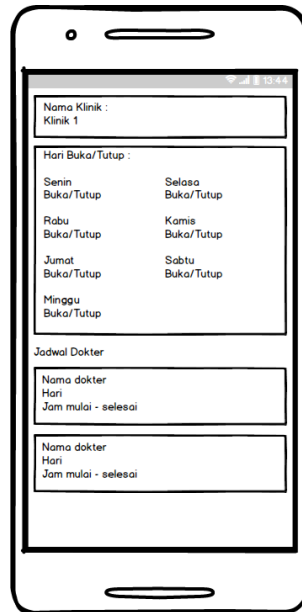 13:44
Nama Klinik :
Klinik 1
Hari Buka/Tutup :
Senin
Buka/Tutup
Selasa
Buka/Tutup
Rabu
Buka/Tutup
Kamis
Buka/Tutup
Jumat
Buka/Tutup
Sabtu
Buka/Tutup
Minggu
Buka/Tutup
Jadwal Dokter
Nama dokter
Hari
Jam mulai - selesai
Nama dokter
Hari
Jam mulai - selesai